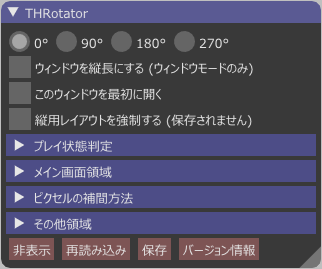 THRotator
0° 90° 180° 270°
ウィンドウを縦長にする (ウィンドウモードのみ)
このウィンドウを最初に開く
縦用レイアウトを強制する (保存されません)
プレイ状態判定
メイン画面領域
ピクセルの補間方法
その他領域
非表示 再読み込み 保存 バージョン情報